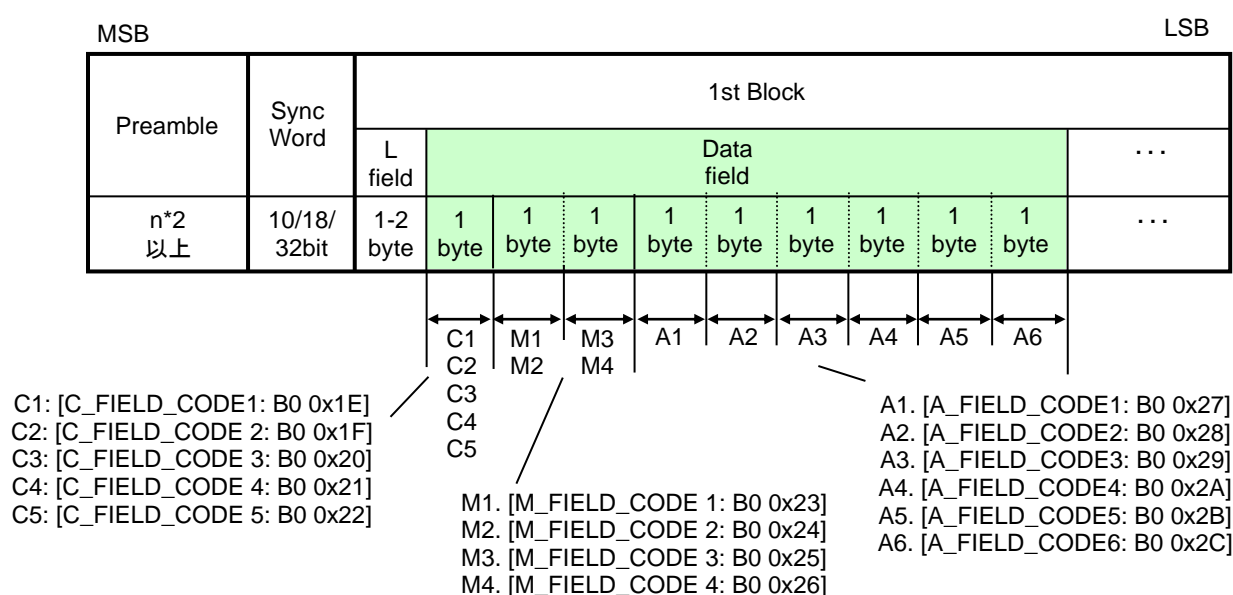 MSB
LSB
Preamble
Sync
Word
1st Block
L
field
Data
field
･･･
n*2
以上
10/18/
32bit
1-2
byte
1
byte
1
byte
1
byte
1
byte
1
byte
1
byte
1
byte
1
byte
1
byte
･･･
C1
C2
C3
C4
C5
M1
M2
M3
M4
A1
A2
A3
A4
A5
A6
C1: [C_FIELD_CODE1: B0 0x1E]
C2: [C_FIELD_CODE 2: B0 0x1F]
C3: [C_FIELD_CODE 3: B0 0x20]
C4: [C_FIELD_CODE 4: B0 0x21]
C5: [C_FIELD_CODE 5: B0 0x22]
M1. [M_FIELD_CODE 1: B0 0x23]
M2. [M_FIELD_CODE 2: B0 0x24]
M3. [M_FIELD_CODE 3: B0 0x25]
M4. [M_FIELD_CODE 4: B0 0x26]
A1. [A_FIELD_CODE1: B0 0x27]
A2. [A_FIELD_CODE2: B0 0x28]
A3. [A_FIELD_CODE3: B0 0x29]
A4. [A_FIELD_CODE4: B0 0x2A]
A5. [A_FIELD_CODE5: B0 0x2B]
A6. [A_FIELD_CODE6: B0 0x2C]